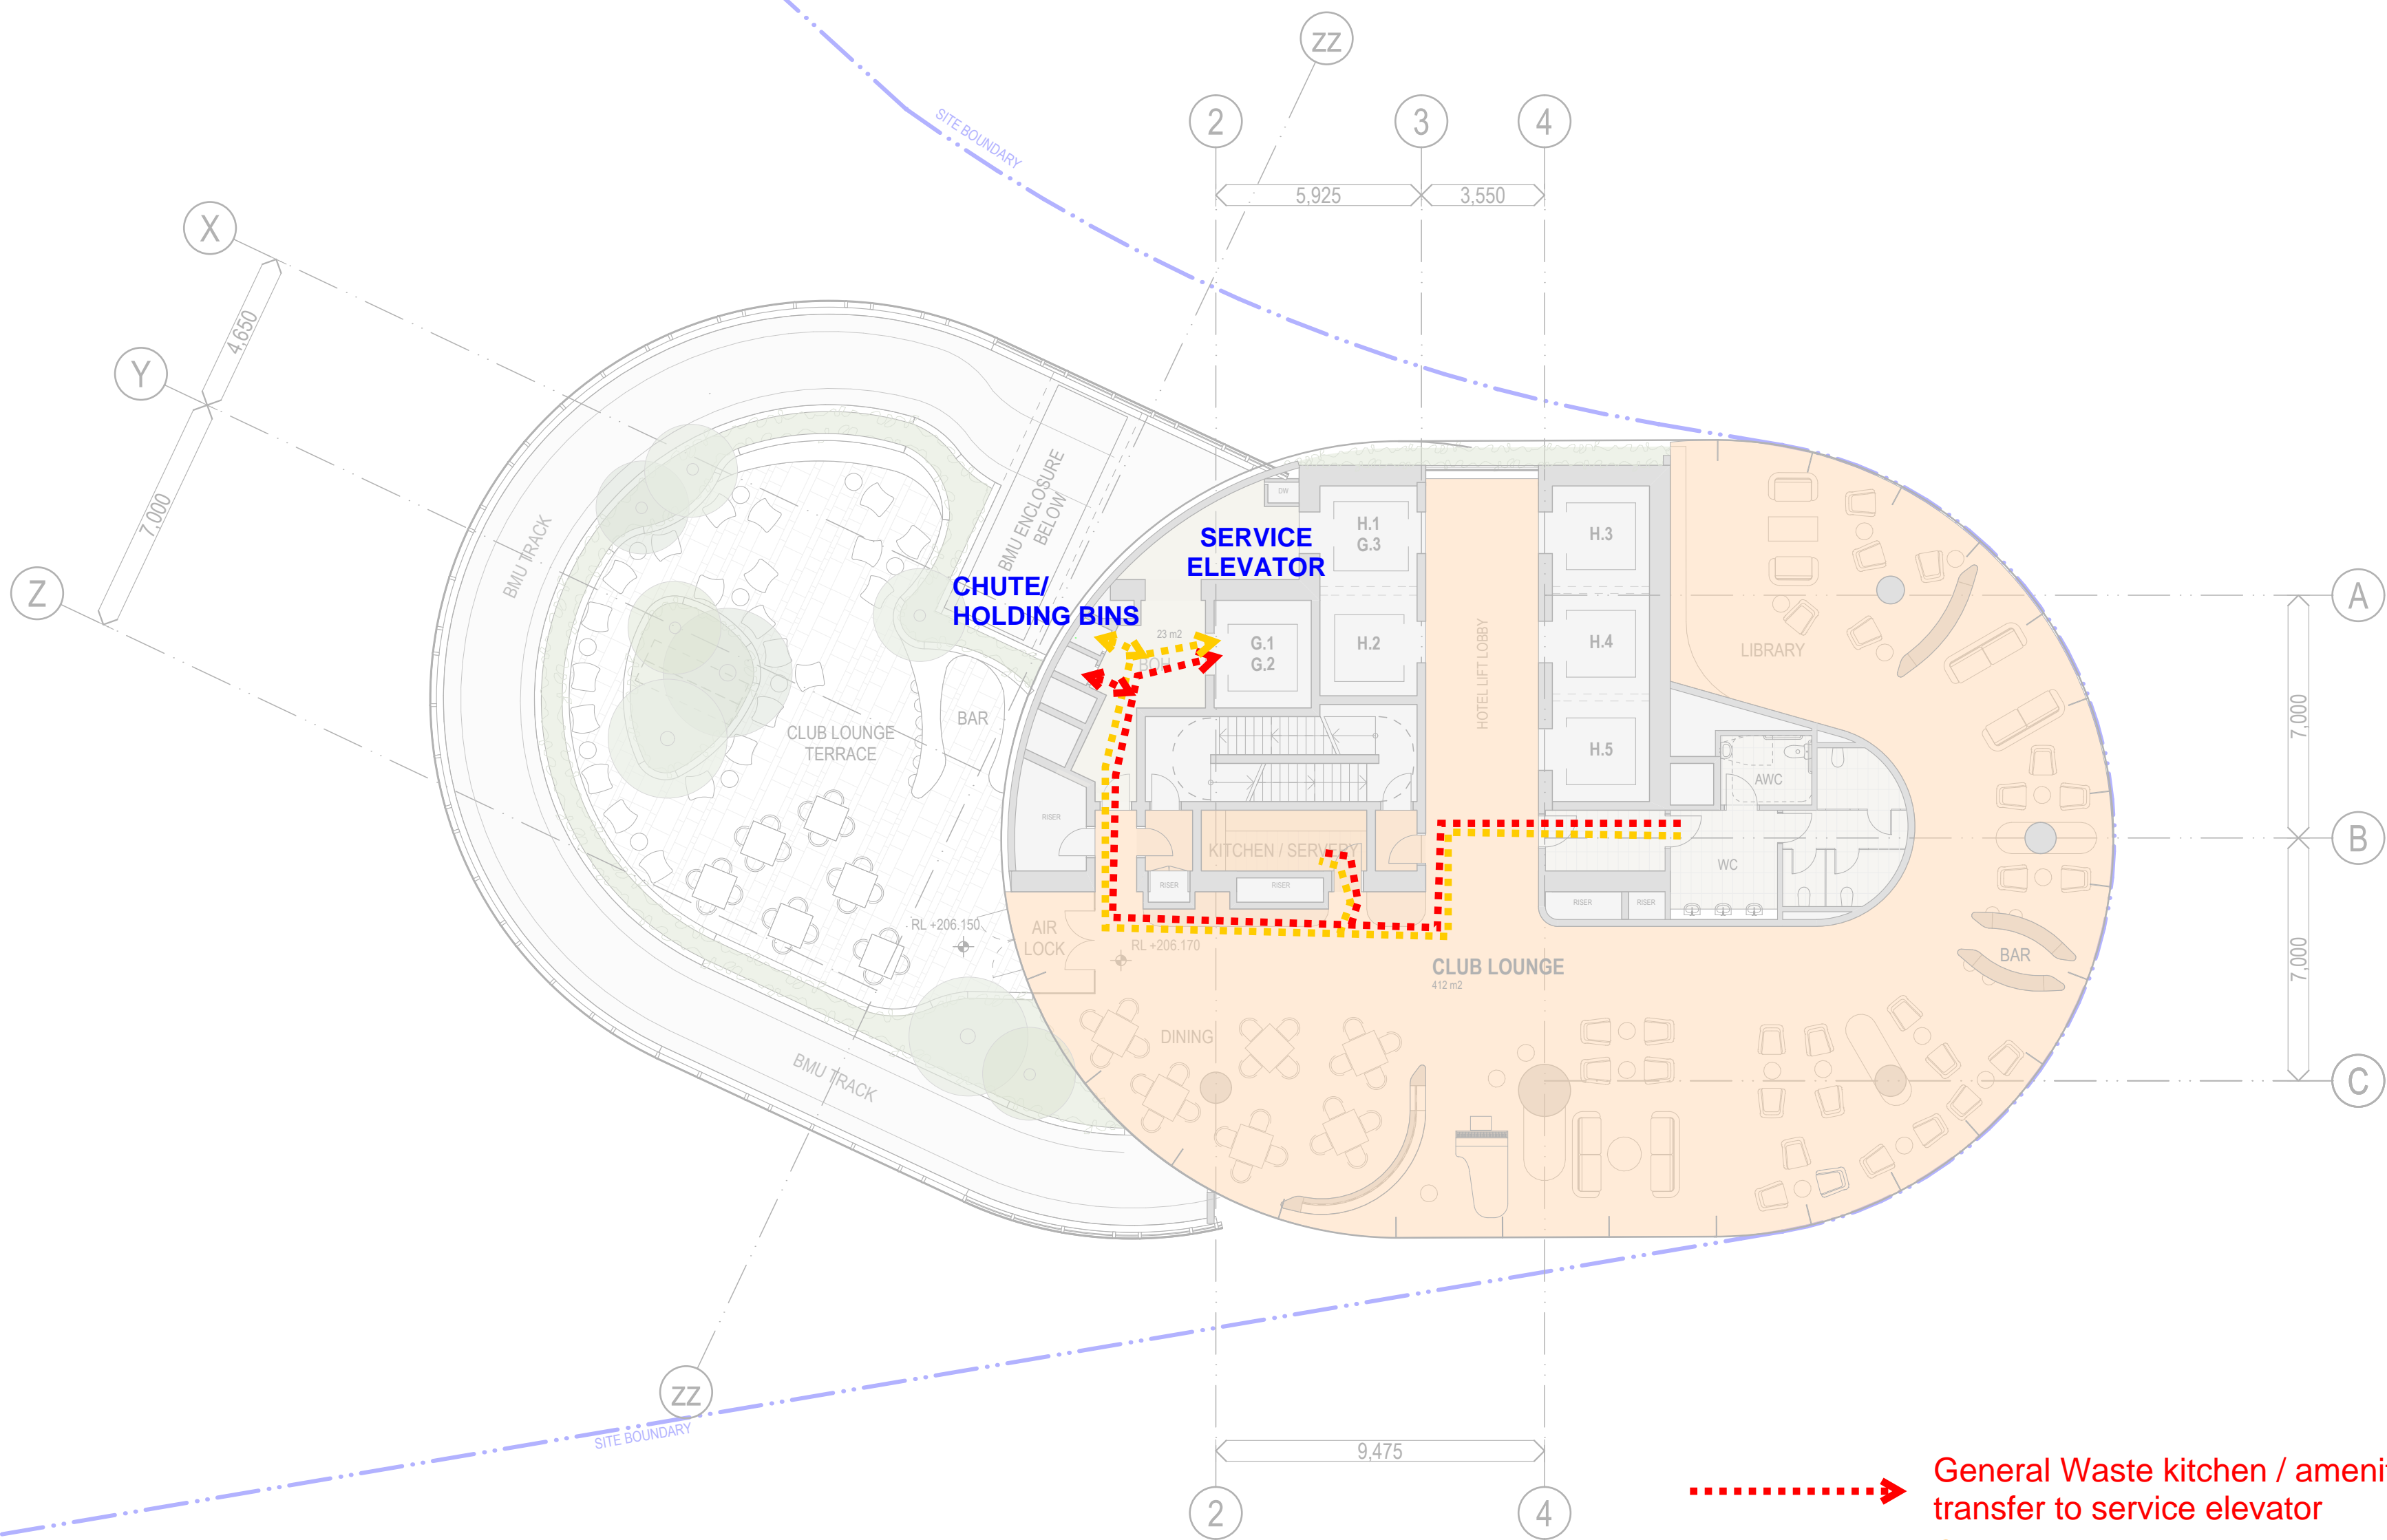 ZZ
SITE BOUNDARY
2
3
4
5,925
3,550
X
4,650
Y
7,000
Z
BMU TRACK
BMU ENCLOSURE
BELOW
DW
SERVICE
ELEVATOR
CHUTE/
HOLDING BINS
H.1
G.3
H.3
23 m2
BOH
G.1
G.2
H.2
H.4
HOTEL LIFT LOBBY
LIBRARY
A
7,000
BAR
CLUB LOUNGE
TERRACE
H.5
AWC
RISER
KITCHEN / SERVERY
WC
B
RISER
RISER
RISER
RISER
RL +206.150
AIR
LOCK
RL +206.170
CLUB LOUNGE
412 m2
BAR
7,000
DINING
C
BMU TRACK
ZZ
SITE BOUNDARY
9,475
2
4
General Waste kitchen / ameni
transfer to service elevator